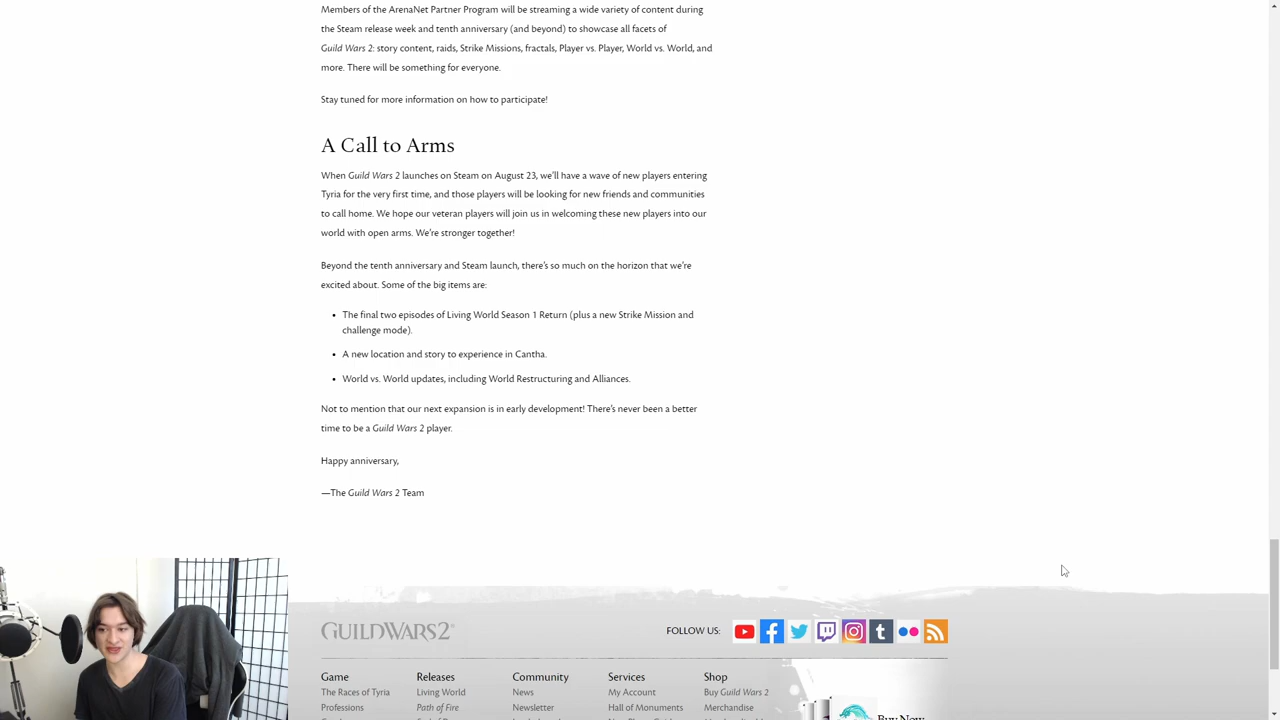 Members of the ArenaNet Partner Program will be streaming a wide variety of content during
the Steam release week and tenth anniversary (and beyond) to showcase all facets of
Guild Wars 2: story content, raids, Strike Missions, fractals, Player vs. Player, World vs. World, and
more. There will be something for everyone.
Stay tuned for more information on how to participate!
A Call to Arms
When Guild Wars 2 launches on Steam on August 23, we'll have a wave of new players entering
Tyria for the very first time, and those players will be looking for new friends and communities
to call home. We hope our veteran players will join us in welcoming these new players into our
world with open arms. We're stronger together!
Beyond the tenth anniversary and Steam launch, there's so much on the horizon that we're
excited about. Some of the big items are:
• The final two episodes of Living World Season 1 Return (plus a new Strike Mission and
challenge mode).
• A new location and story to experience in Cantha.
• World vs. World updates, including World Restructuring and Alliances.
Not to mention that our next expansion is in early development! There's never been a better
time to be a Guild Wars 2 player.
Happy anniversary,
—The Guild Wars 2 Team
GUILD WARS 2
FOLLOW US:
Game Releases Community Services Shop
The Races of Tyria Living World News My Account Buy Guild Wars 2
Professions Path of Fire Newsletter Hall of Monuments Merchandise
Buy Now